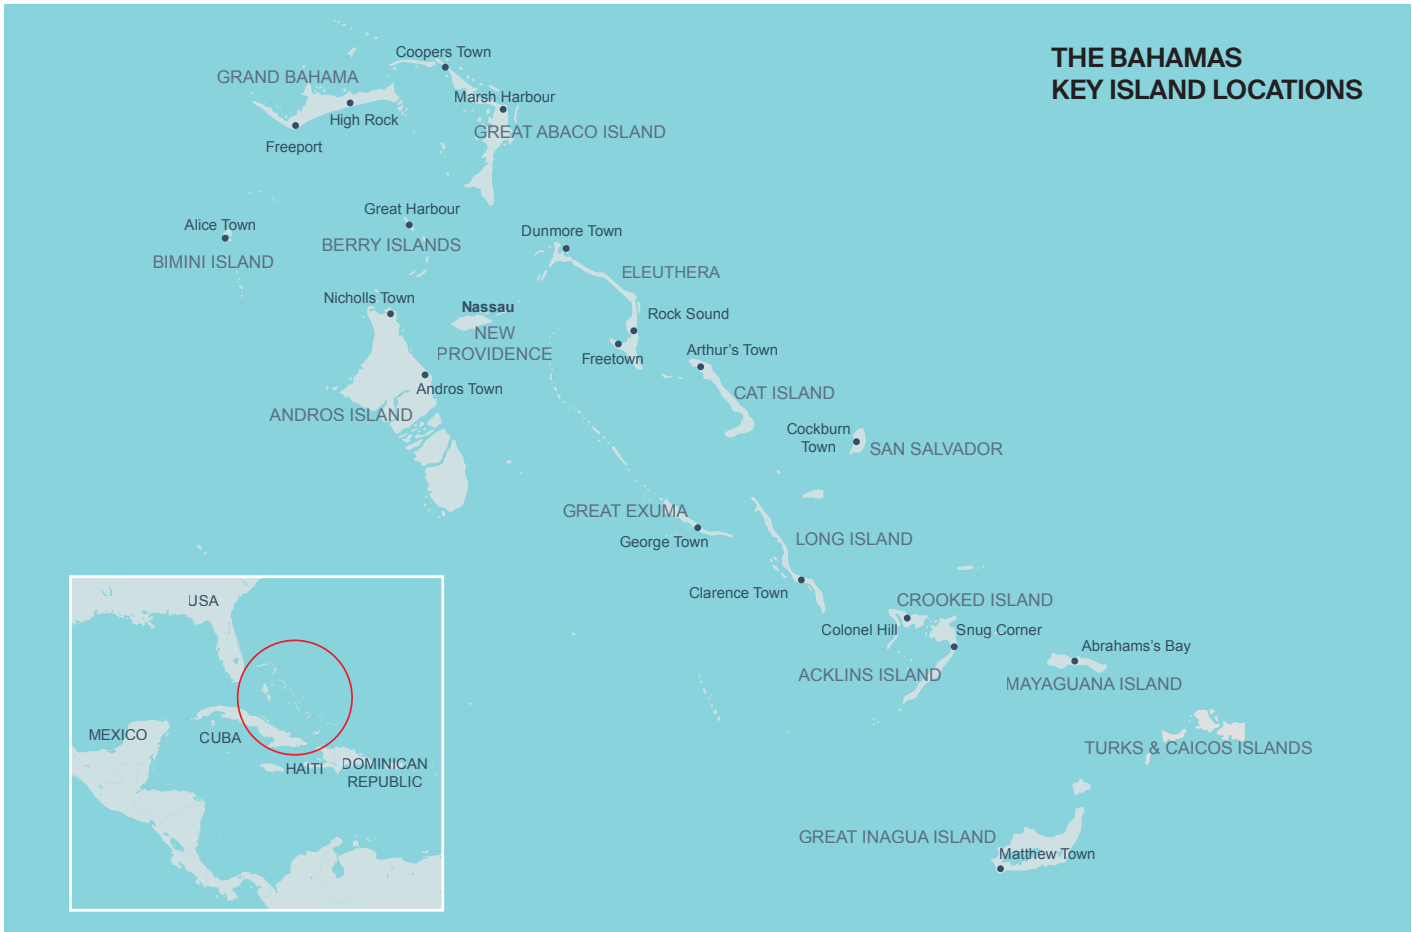 THE BAHAMAS
KEY ISLAND LOCATIONS
Coopers Town
GRAND BAHAMA
Marsh Harbour
High Rock
GREAT ABACO ISLAND
Freeport
Great Harbour
Alice Town
Dunmore Town
BERRY ISLANDS
BIMINI ISLAND
ELEUTHERA
Nicholls Town
Nassau
Rock Sound
NEW
PROVIDENCE
Freetown
Arthur's Town
Andros Town
CAT ISLAND
ANDROS ISLAND
Cockburn
Town
SAN SALVADOR
GREAT EXUMA
George Town
LONG ISLAND
Clarence Town
CROOKED ISLAND
Colonel Hill
Snug Corner
Abrahams's Bay
ACKLINS ISLAND
MAYAGUANA ISLAND
TURKS & CAICOS ISLANDS
GREAT INAGUA ISLAND
Matthew Town
USA
MEXICO
CUBA
HAITI
DOMINICAN
REPUBLIC